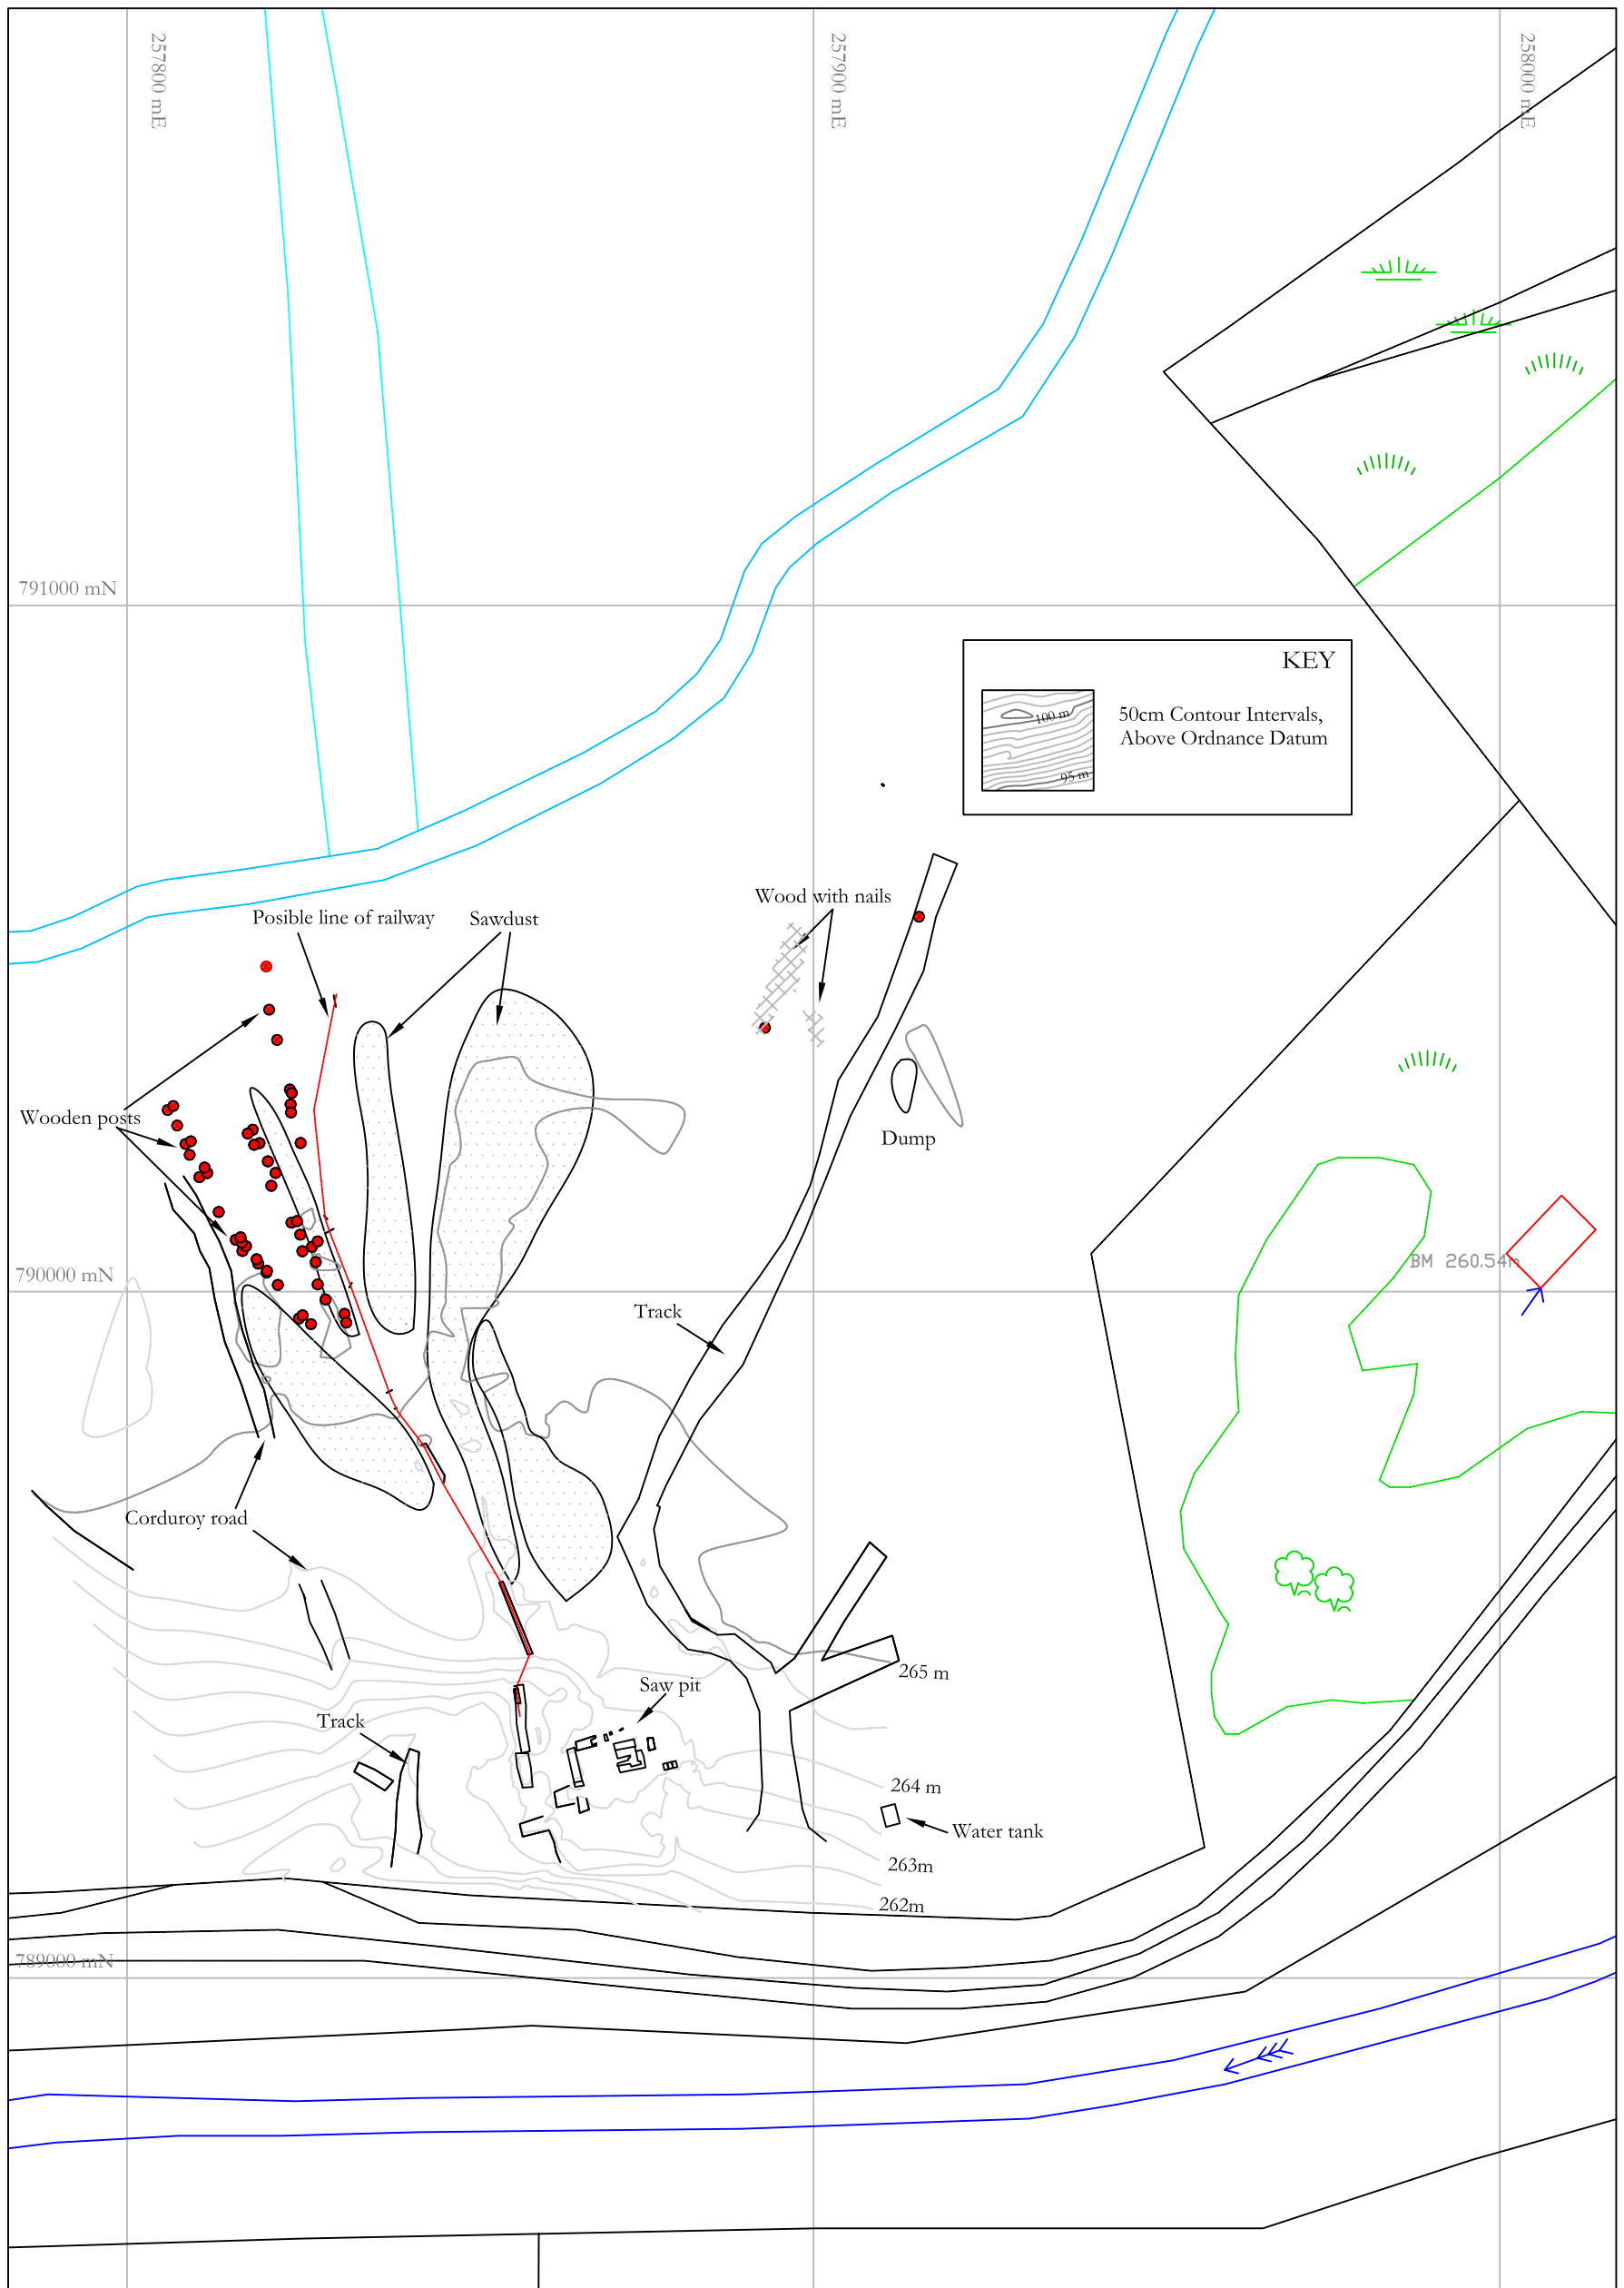 257800 mE
257900 mE
258000 mE
791000 mN
KEY
100 m
95 m
50cm Contour Intervals,
Above Ordnance Datum
Wood with nails
Posible line of railway
Sawdust
Wooden posts
Dump
790000 mN
BM 260.54m
Track
Corduroy road
265 m
Saw pit
Track
264 m
Water tank
263m
262m
789000 mN